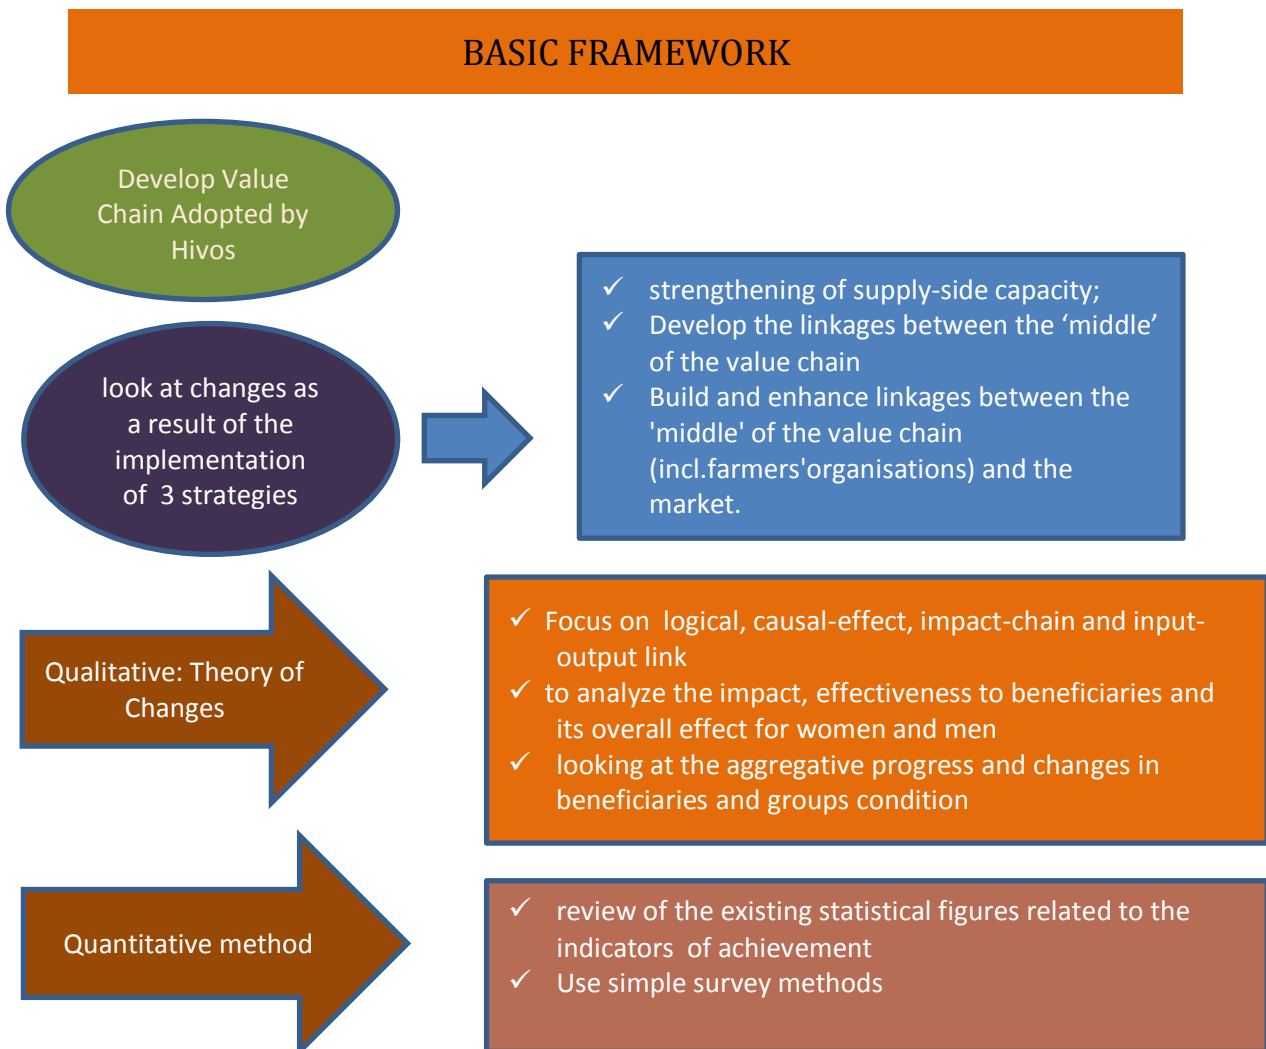 BASIC FRAMEWORK
Develop Value
Chain Adopted by
Hivos
look at changes as
a result of the
implementation
of 3 strategies
✓ strengthening of supply-side capacity;
✓ Develop the linkages between the ‘middle’
of the value chain
✓ Build and enhance linkages between the
'middle' of the value chain
(incl.farmers'organisations) and the
market.
Qualitative: Theory of
Changes
✓ Focus on logical, causal-effect, impact-chain and input-
output link
✓ to analyze the impact, effectiveness to beneficiaries and
its overall effect for women and men
✓ looking at the aggregative progress and changes in
beneficiaries and groups condition
Quantitative method
✓ review of the existing statistical figures related to the
indicators of achievement
✓ Use simple survey methods